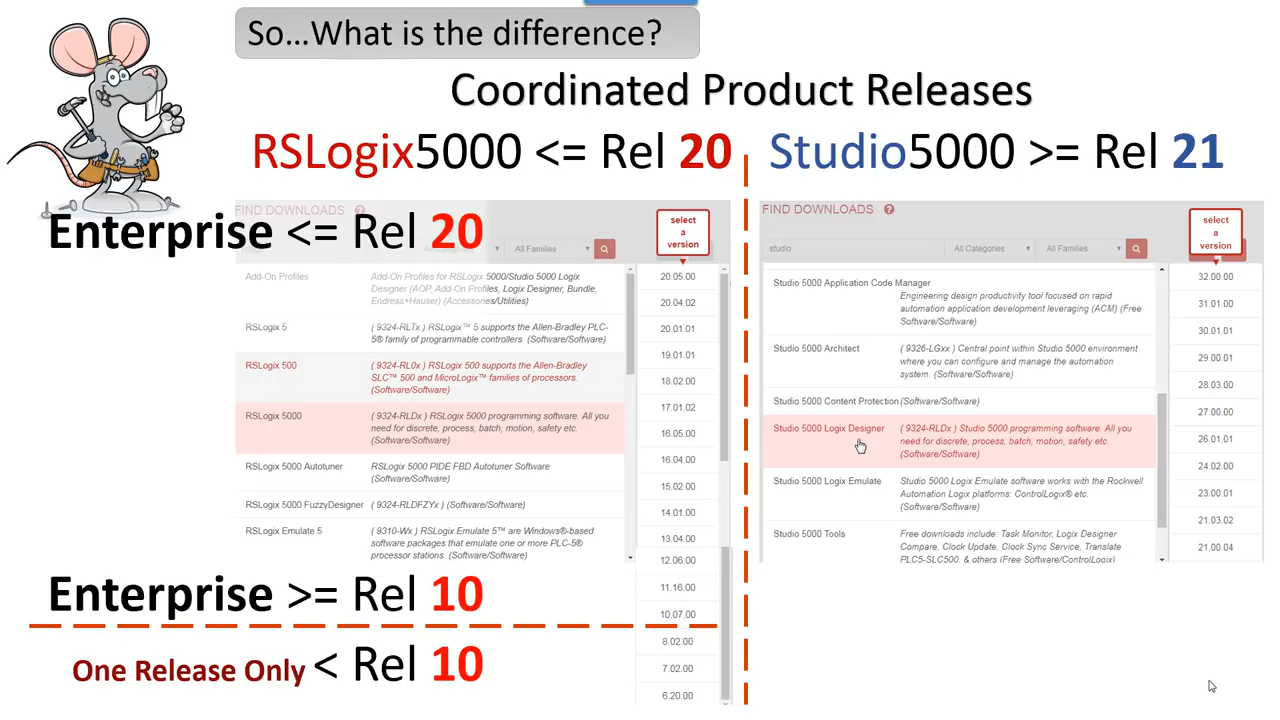 So...What is the difference?
Coordinated Product Releases
RSLogix5000 <= Rel 20
Studio5000 >= Rel 21
Enterprise <= Rel 20
FIND DOWNLOADS ?
select
a
version
All Families
Add-On Profiles
Add-On Profiles for RSLogix 5000/Studio 5000 Logix
Designer (AOP, Add-On Profiles, Logix Designer, Bundle,
Endress+Hauser) (Accessories/Utilities)
RSLogix 5
( 9324-RLTx ) RSLogix™ 5 supports the Allen-Bradley PLC-
5® family of programmable controllers. (Software/Software)
RSLogix 500
( 9324-RL0x ) RSLogix 500 supports the Allen-Bradley
SLC™ 500 and MicroLogix™ families of processors.
(Software/Software)
RSLogix 5000
( 9324-RLDx ) RSLogix 5000 programming software. All you
need for discrete, process, batch, motion, safety etc.
(Software/Software)
RSLogix 5000 Autotuner
RSLogix 5000 PIDE FBD Autotuner Software
(Software/Software)
RSLogix 5000 FuzzyDesigner
( 9324-RLDFZYx ) (Software/Software)
RSLogix Emulate 5
( 9310-Wx ) RSLogix Emulate 5™ are Windows®-based
software packages that emulate one or more PLC-5®
processor stations. (Software/Software)
20.05.00
20.04.02
20.01.01
19.01.01
18.02.00
17.01.02
16.05.00
16.04.00
15.02.00
14.01.00
13.04.00
12.06.00
11.16.00
10.07.00
8.02.00
7.02.00
6.20.00
FIND DOWNLOADS ?
select
a
version
studio
All Categories
All Families
Studio 5000 Application Code Manager
Engineering design productivity tool focused on rapid
automation application development leveraging (ACM) (Free
Software/Software)
Studio 5000 Architect
( 9326-LGxx ) Central point within Studio 5000 environment
where you can configure and manage the automation
system. (Software/Software)
Studio 5000 Content Protection (Software/Software)
Studio 5000 Logix Designer
( 9324-RLDx ) Studio 5000 programming software. All you
need for discrete, process, batch, motion, safety etc.
(Software/Software)
Studio 5000 Logix Emulate
Studio 5000 Logix Emulate software works with the Rockwell
Automation Logix platforms: ControlLogix® etc.
(Software/Software)
Studio 5000 Tools
Free downloads include: Task Monitor, Logix Designer
Compare, Clock Update, Clock Sync Service, Translate
PLC5-SLC500, & others (Free Software/ControlLogix)
32.00.00
31.01.00
30.01.01
29.00.01
28.03.00
27.00.00
26.01.01
24.02.00
23.00.01
21.03.02
21.00.04
Enterprise >= Rel 10
One Release Only < Rel 10